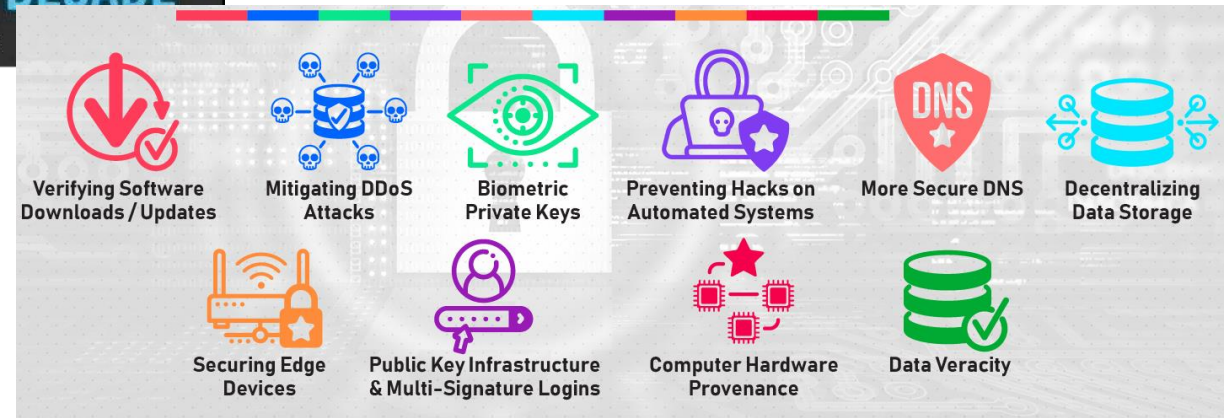 DECADE
Verifying Software
Downloads / Updates
Mitigating DDoS
Attacks
Biometric
Private Keys
Preventing Hacks on
Automated Systems
DNS
More Secure DNS
Decentralizing
Data Storage
Securing Edge
Devices
Public Key Infrastructure
& Multi-Signature Logins
Computer Hardware
Provenance
Data Veracity